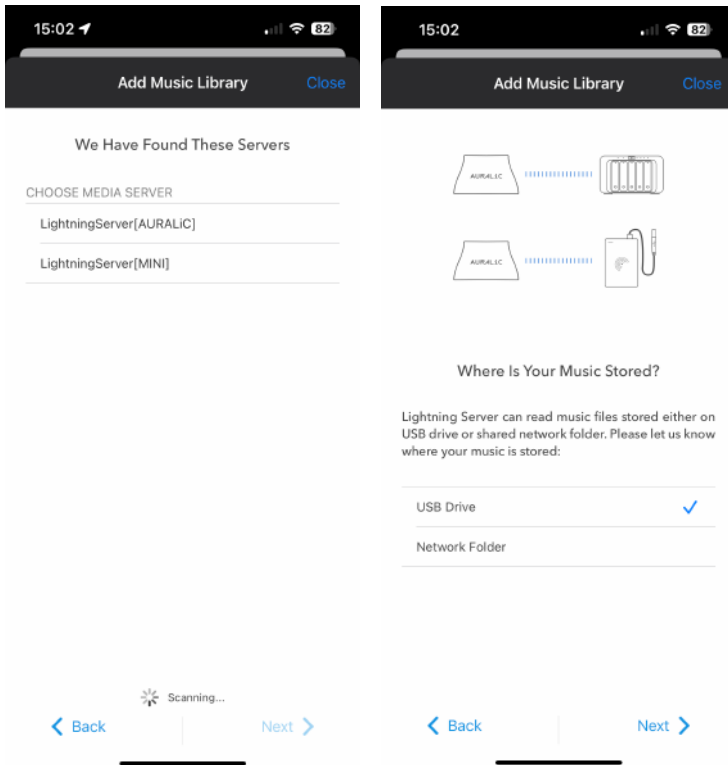 15:02
82
Add Music Library
Close
We Have Found These Servers
CHOOSE MEDIA SERVER
LightningServer[AURALiC]
LightningServer[MINI]
Scanning...
Back
Next
15:02
82
Add Music Library
Close
AURALIC
AURALIC
Where Is Your Music Stored?
Lightning Server can read music files stored either on
USB drive or shared network folder. Please let us know
where your music is stored:
USB Drive
Network Folder
Back
Next